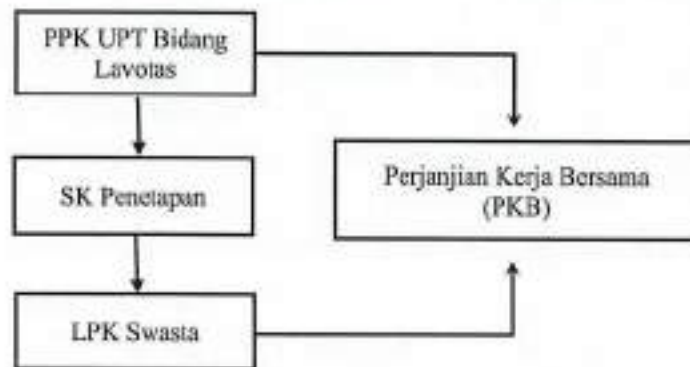 PPK UPT Bidang
Lavotas
SK Penetapan
Perjanjian Kerja Bersama
(PKB)
LPK Swasta